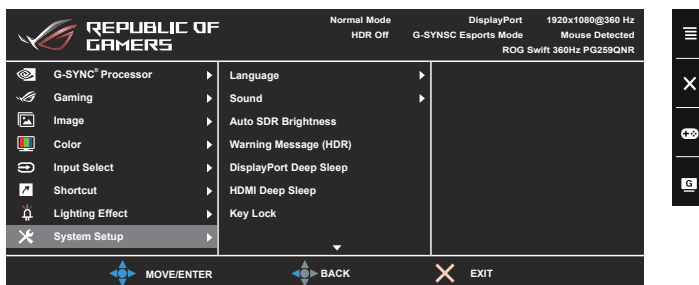 REPUBLIC OF
GAMERS
Normal Mode
HDR Off
DisplayPort
G-SYNSC Esports Mode
1920x1080@360 Hz
Mouse Detected
ROG Swift 360Hz PG259QNR
G-SYNC® Processor
Gaming
Image
Color
Input Select
Shortcut
Lighting Effect
System Setup
Language
Sound
Auto SDR Brightness
Warning Message (HDR)
DisplayPort Deep Sleep
HDMI Deep Sleep
Key Lock
MOVE/ENTER
BACK
EXIT
G